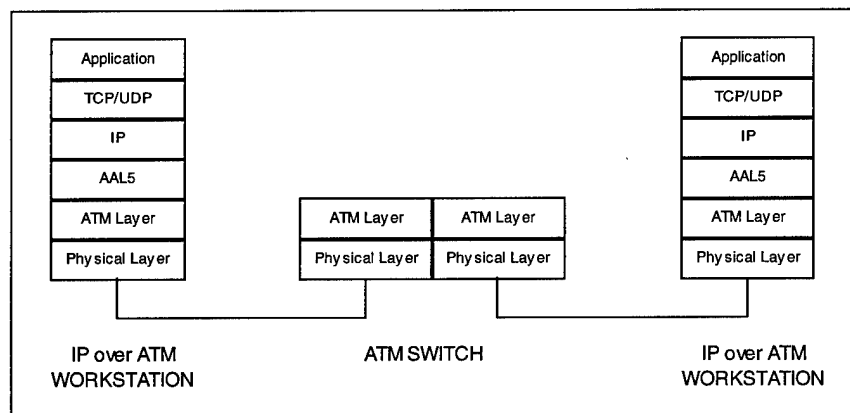 Application
TCP/UDP
IP
AAL5
ATM Layer
Physical Layer
IP over ATM
WORKSTATION
ATM Layer
ATM Layer
Physical Layer
Physical Layer
ATM SWITCH
Application
TCP/UDP
IP
AAL5
ATM Layer
Physical Layer
IP over ATM
WORKSTATION